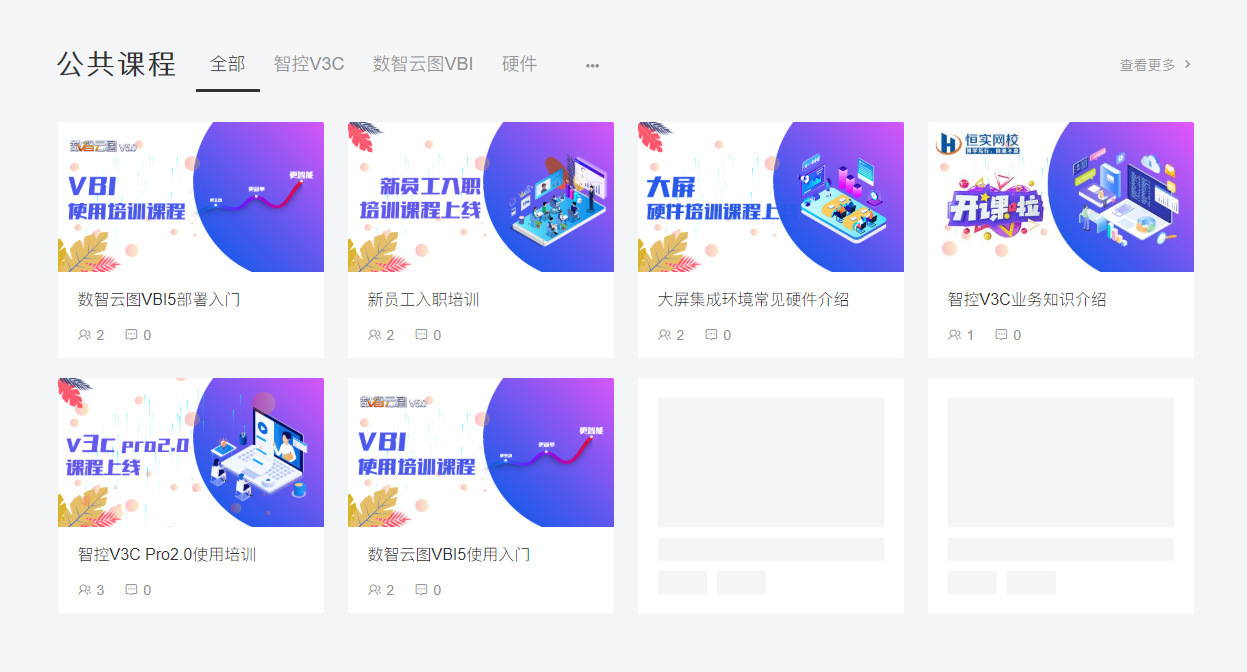 公共课程
全部
智控V3C
数智云图VBI
硬件
查看更多
数智云图 V5.0
VBI
使用培训课程
更智能
新员工入职
培训课程上线
大屏
硬件培训课程上线
恒实网校
开课啦
数智云图VBI5部署入门
2 0
新员工入职培训
2 0
大屏集成环境常见硬件介绍
2 0
智控V3C业务知识介绍
1 0
V3C PRO2.0
课程上线
数智云图 V5.0
VBI
使用培训课程
更智能
智控V3C Pro2.0使用培训
3 0
数智云图VBI5使用入门
2 0